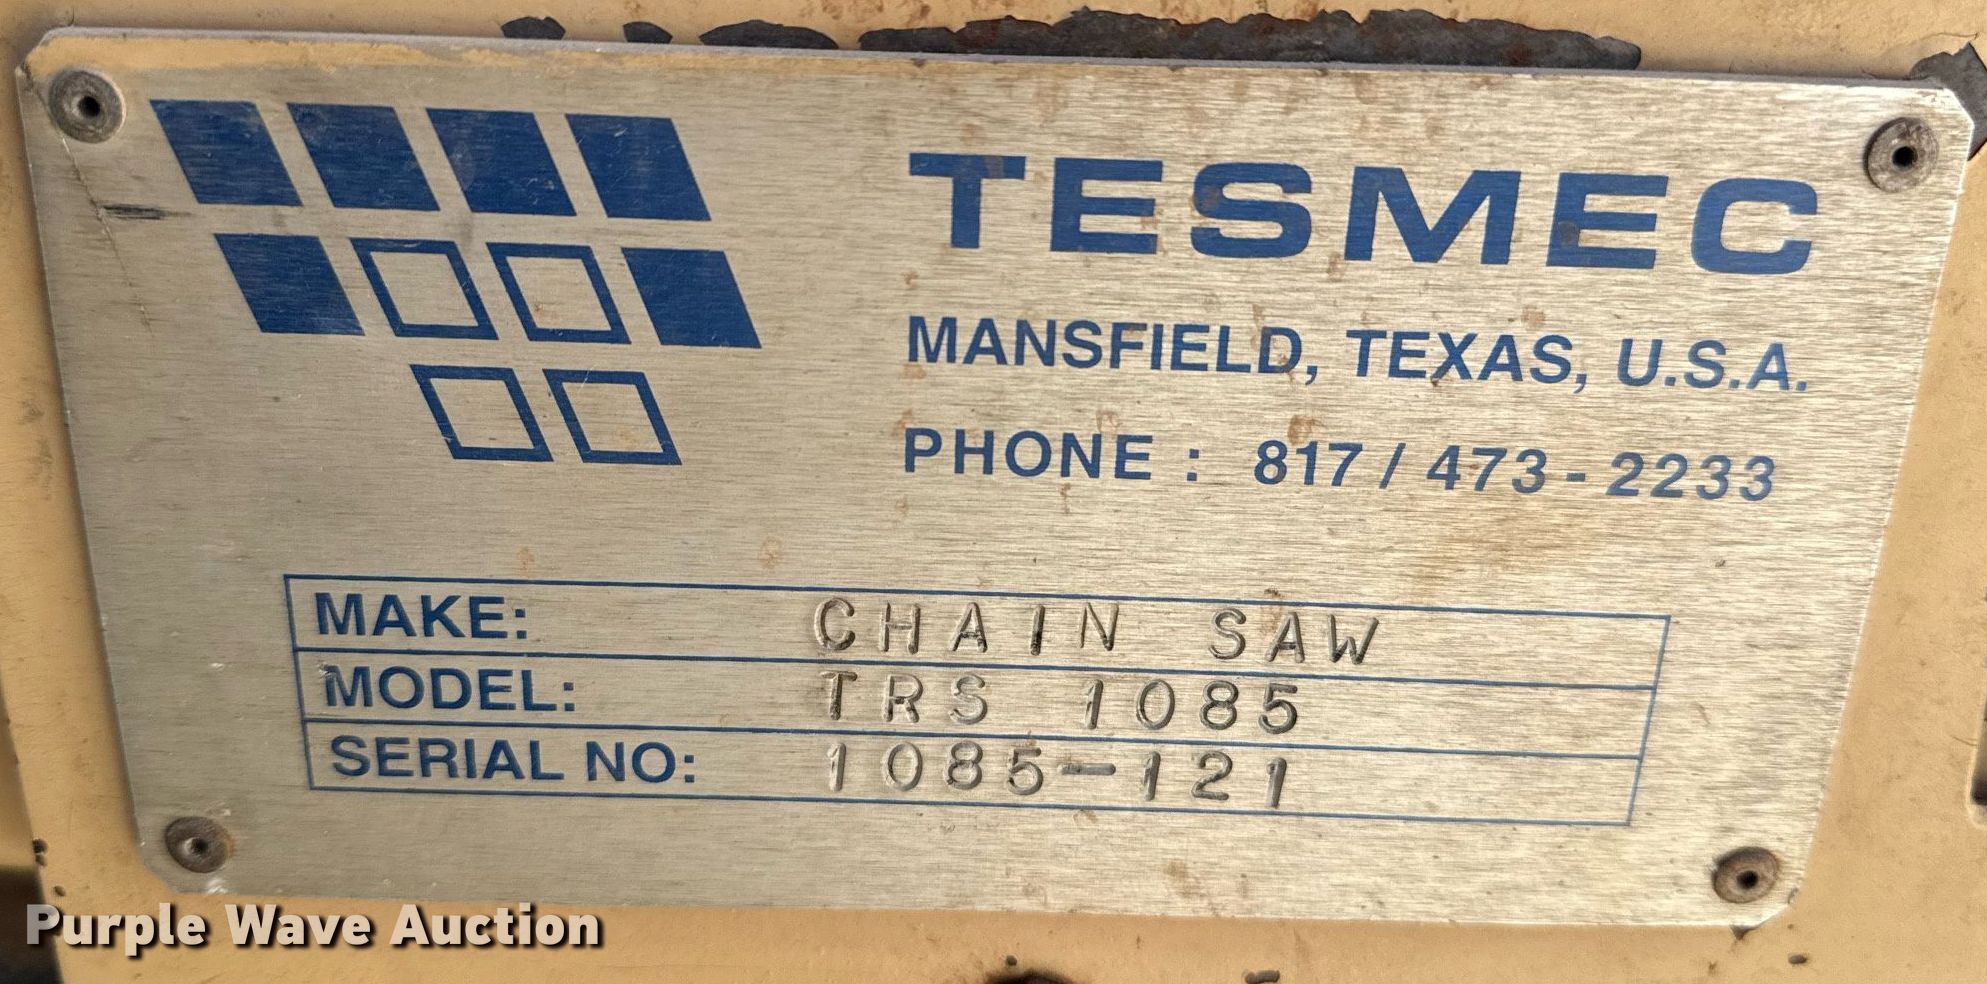 TESMEC
MANSFIELD, TEXAS, U.S.A.
PHONE : 817 / 473 - 2233
MAKE: CHAIN SAW
MODEL: TRS 1085
SERIAL NO: 1085-121
Purple Wave Auction